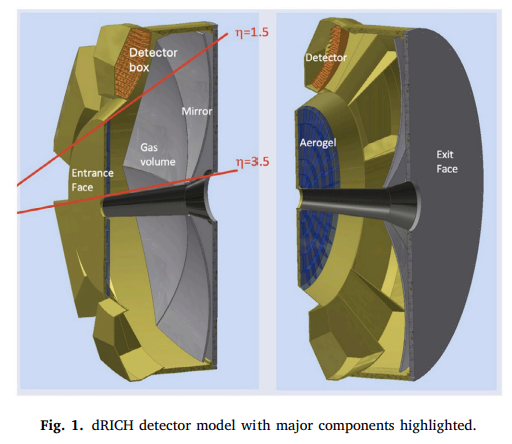 η=1.5
Detector
box
Mirror
Gas
volume
η=3.5
Entrance
Face
Detector
Aerogel
Exit
Face
Fig. 1. dRICH detector model with major components highlighted.